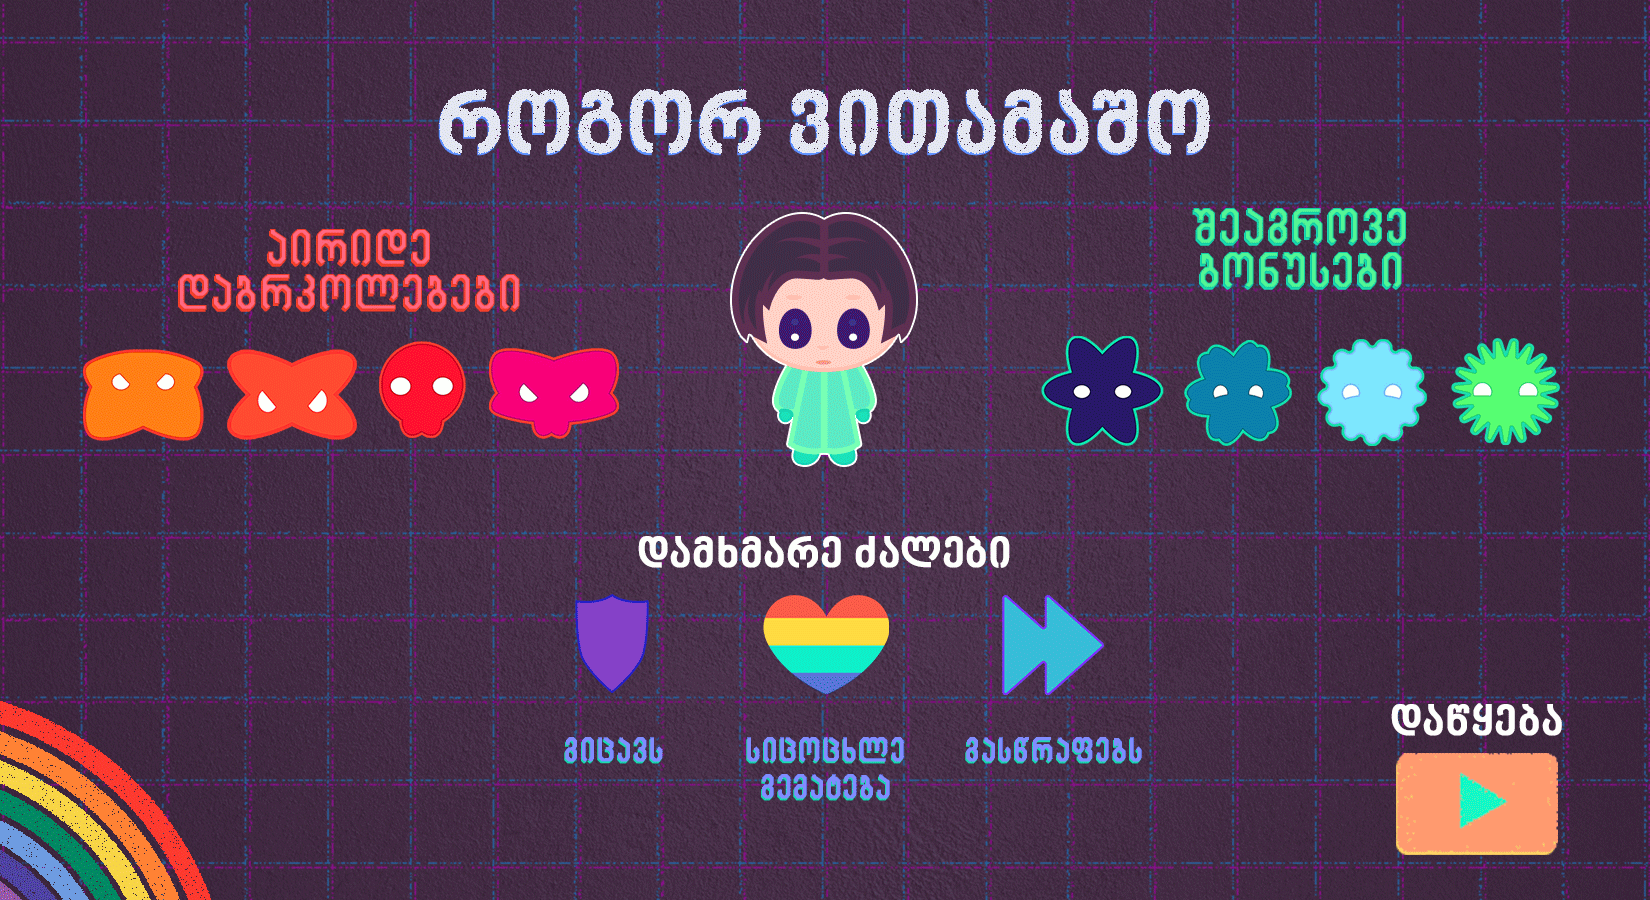 როგორ ვითამაშო
აირიდე
დაბრკოლებები
შეაგროვე
ბონუსები
დამხმარე ძალები
გიცავს
სიცოცხლე
გემატება
გასწრაფებს
დაწყება